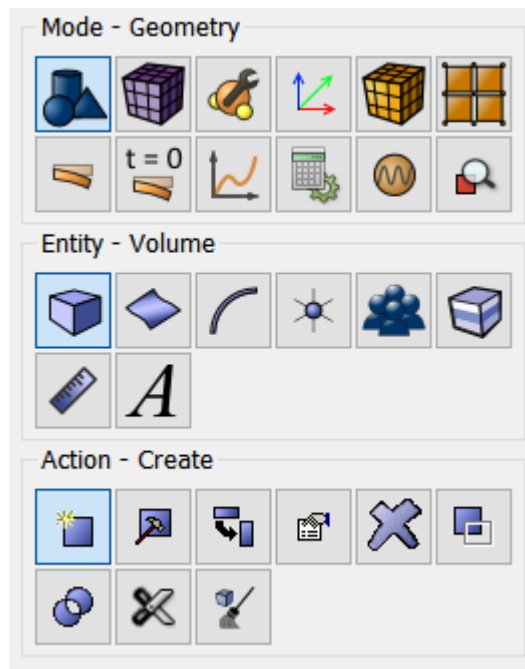 Mode - Geometry
t = 0
Entity - Volume
A
Action - Create